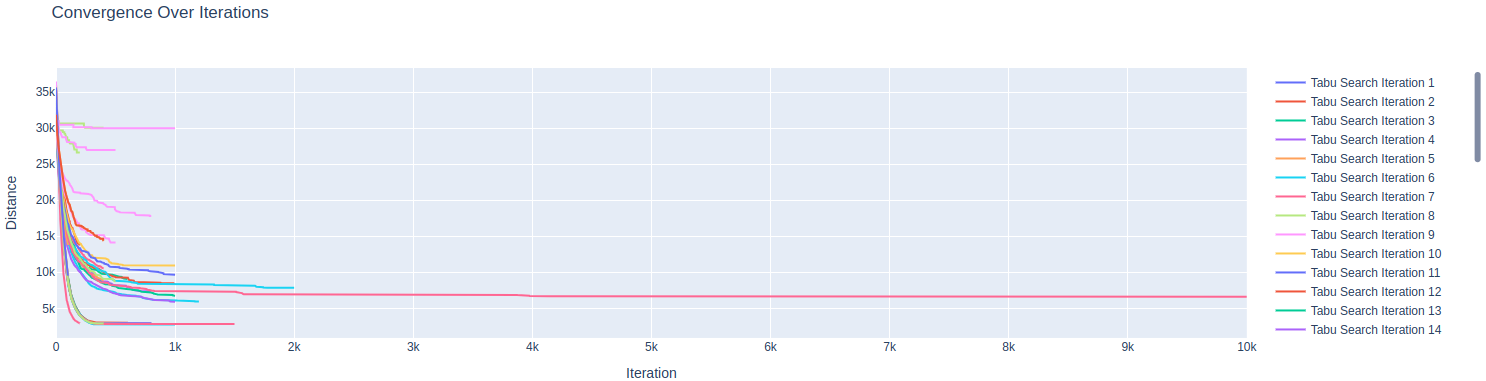 Convergence Over Iterations
Distance
35k
30k
25k
20k
15k
10k
5k
0
1k
2k
3k
4k
5k
6k
7k
8k
9k
10k
Iteration
Tabu Search Iteration 1
Tabu Search Iteration 2
Tabu Search Iteration 3
Tabu Search Iteration 4
Tabu Search Iteration 5
Tabu Search Iteration 6
Tabu Search Iteration 7
Tabu Search Iteration 8
Tabu Search Iteration 9
Tabu Search Iteration 10
Tabu Search Iteration 11
Tabu Search Iteration 12
Tabu Search Iteration 13
Tabu Search Iteration 14